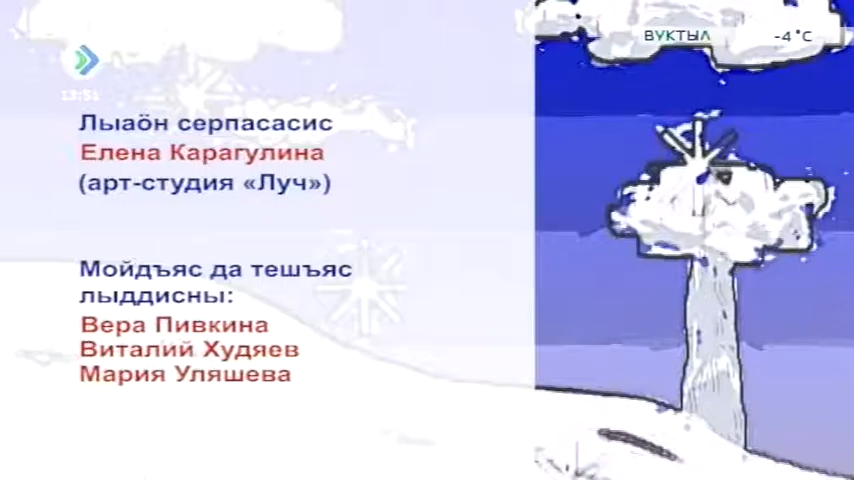 ВУКТЫЛ -4°C
13:51
Лыаӧн серпасасис
Елена Карагулина
(арт-студия «Луч»)
Мойдъяс да тешъяс
лыддисны:
Вера Пивкина
Виталий Худяев
Мария Уляшева